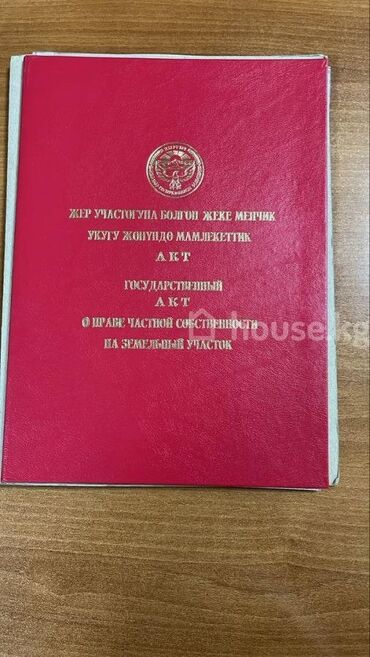 ЖЕР УЧАСТОГУНА БОЛГОН ЖЕКЕ МЕНЧИК
УКУГУ ЖӨНҮНДӨ МАМЛЕКЕТТИК
АКТ
ГОСУДАРСТВЕННЫЙ
АКТ
О ПРАВЕ ЧАСТНОЙ СОБСТВЕННОСТИ
НА ЗЕМЕЛЬНЫЙ УЧАСТОК
house.kg